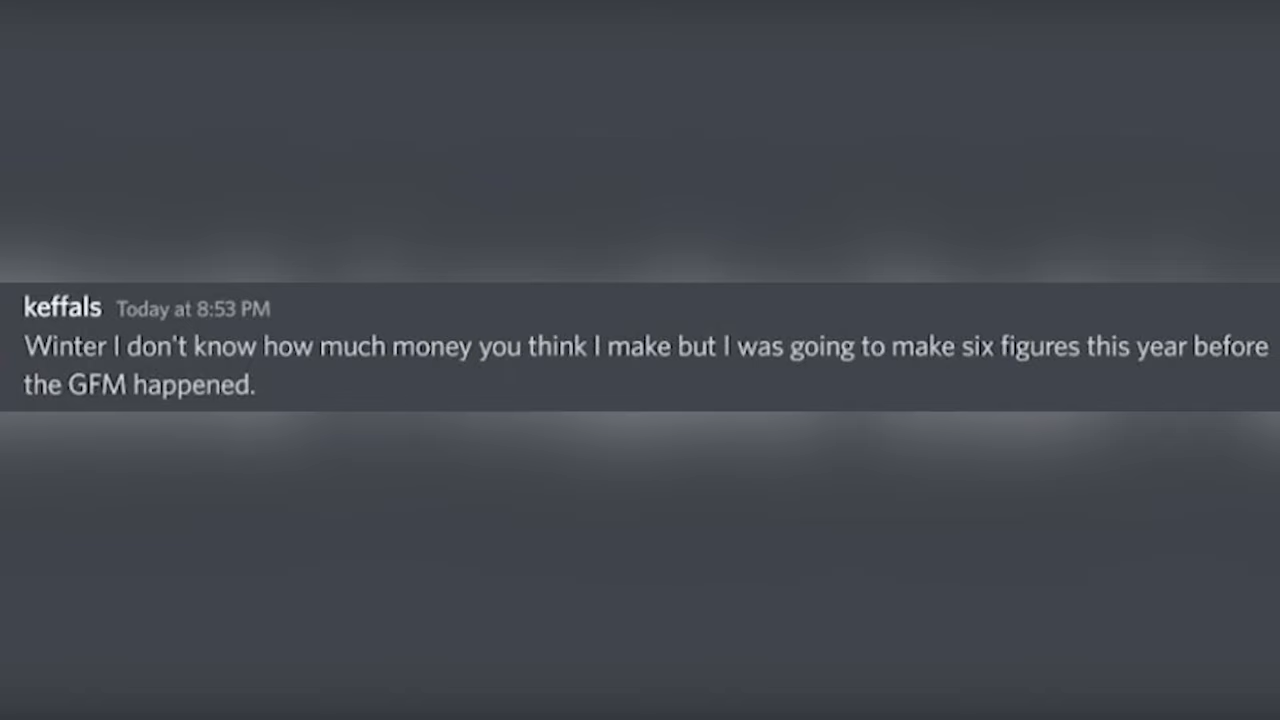 keffals Today at 8:53 PM
Winter I don't know how much money you think I make but I was going to make six figures this year before
the GFM happened.